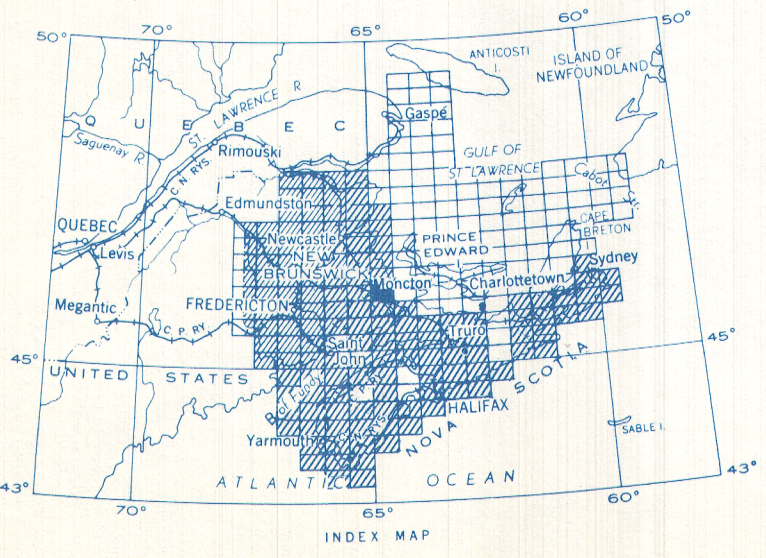 70°
65°
60°
50°
50°
ANTICOSTI
I.
ISLAND OF
NEWFOUNDLAND
Q U E B E C
ST. LAWRENCE R
Gaspé
Saguenay R
Rimouski
C.N.RYS.
GULF OF
ST LAWRENCE
Cabot
Str.
Edmundston
QUEBEC
Levis
Newcastle
NEW
BRUNSWICK
PRINCE
EDWARD
I.
CAPE
BRETON
Sydney
Moncton
Charlottetown
Megantic
FREDERICTON
C.P.RY
Truro
Saint
John
45°
45°
UNITED STATES
B of Fundy
C.P.RY.
HALIFAX
NOVA SCOTIA
Yarmouth
C.N.RYS.
SABLE I.
ATLANTIC OCEAN
43°
43°
70°
65°
60°
INDEX MAP